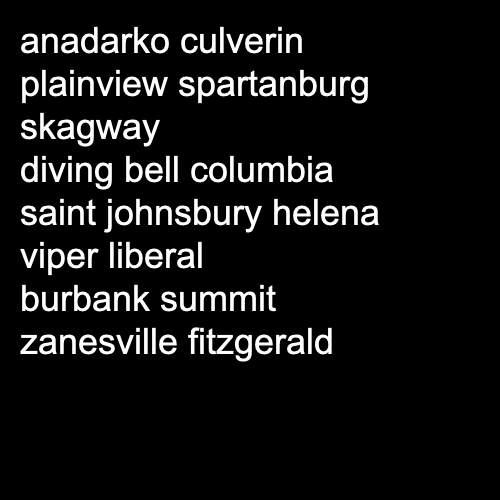 anadarko culverin
plainview spartanburg
skagway
diving bell columbia
saint johnsbury helena
viper liberal
burbank summit
zanesville fitzgerald